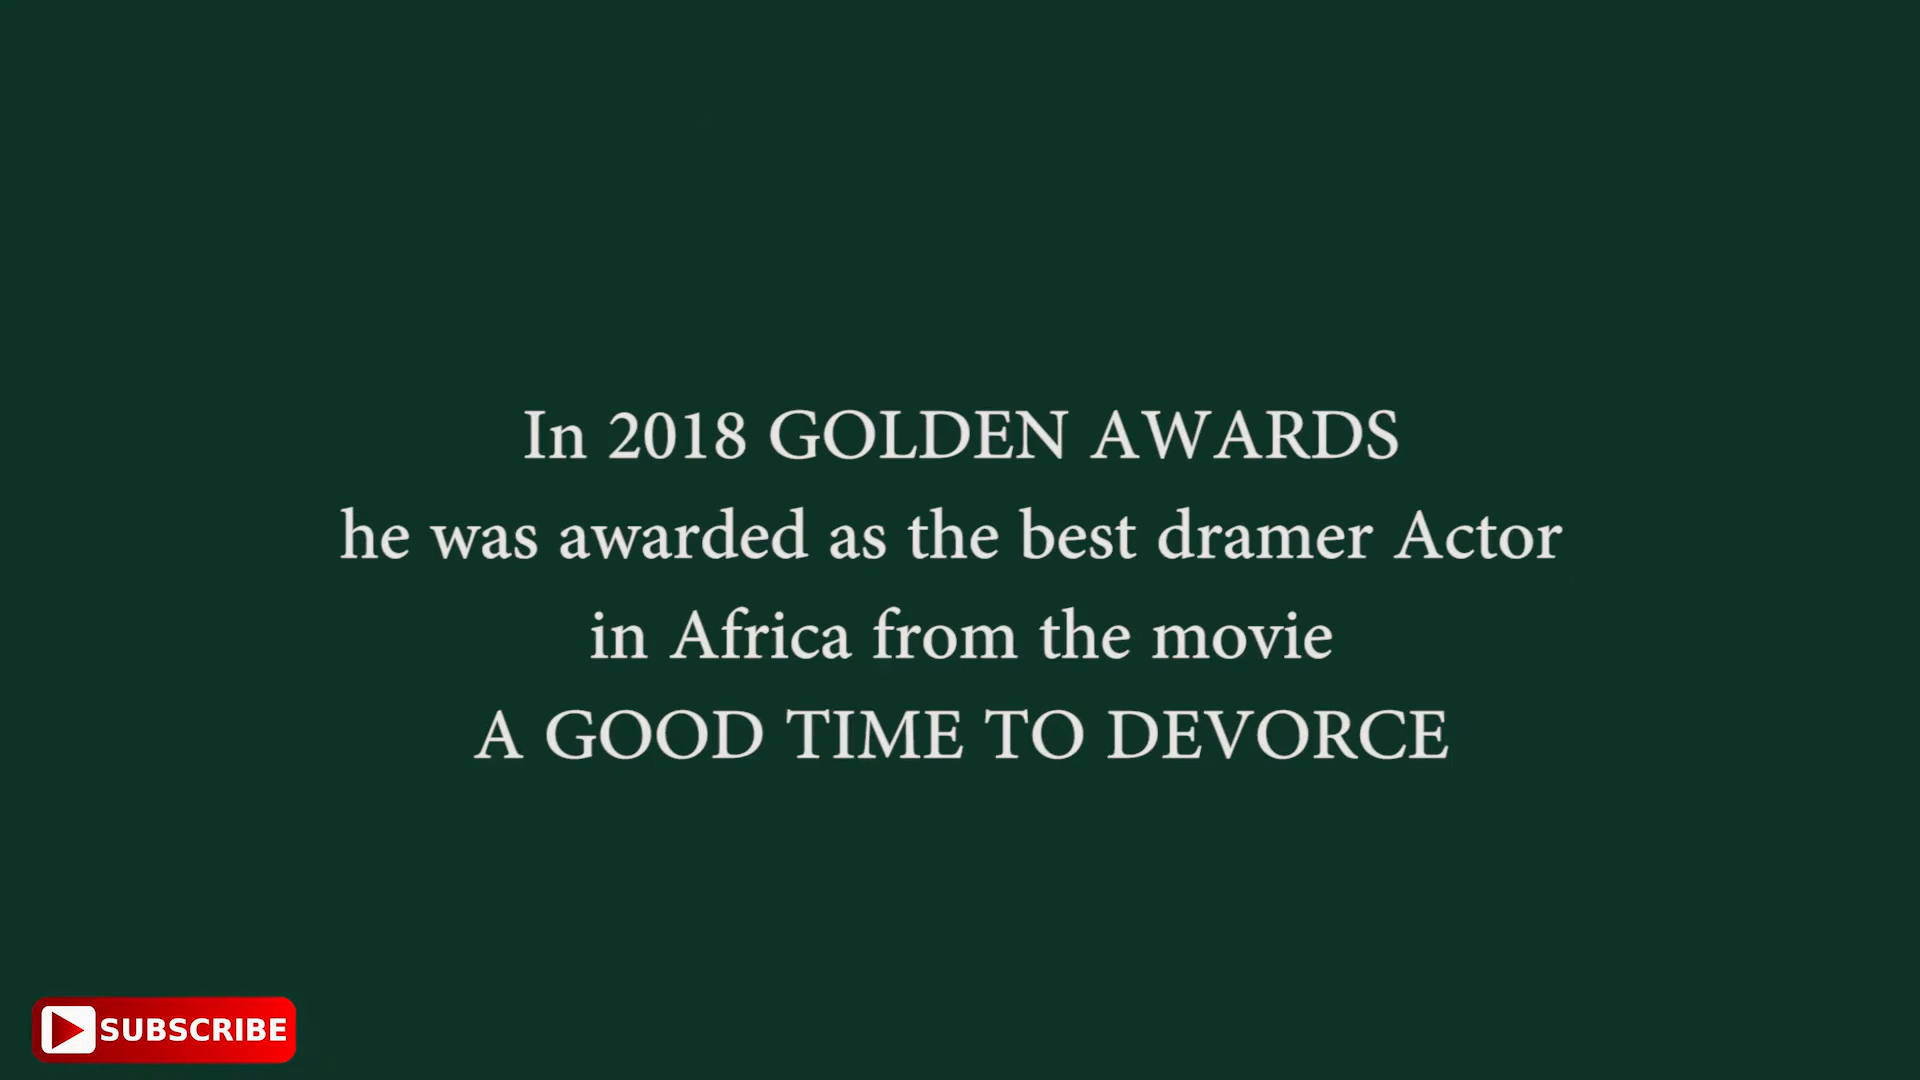 In 2018 GOLDEN AWARDS
he was awarded as the best dramer Actor
in Africa from the movie
A GOOD TIME TO DEVORCE
SUBSCRIBE